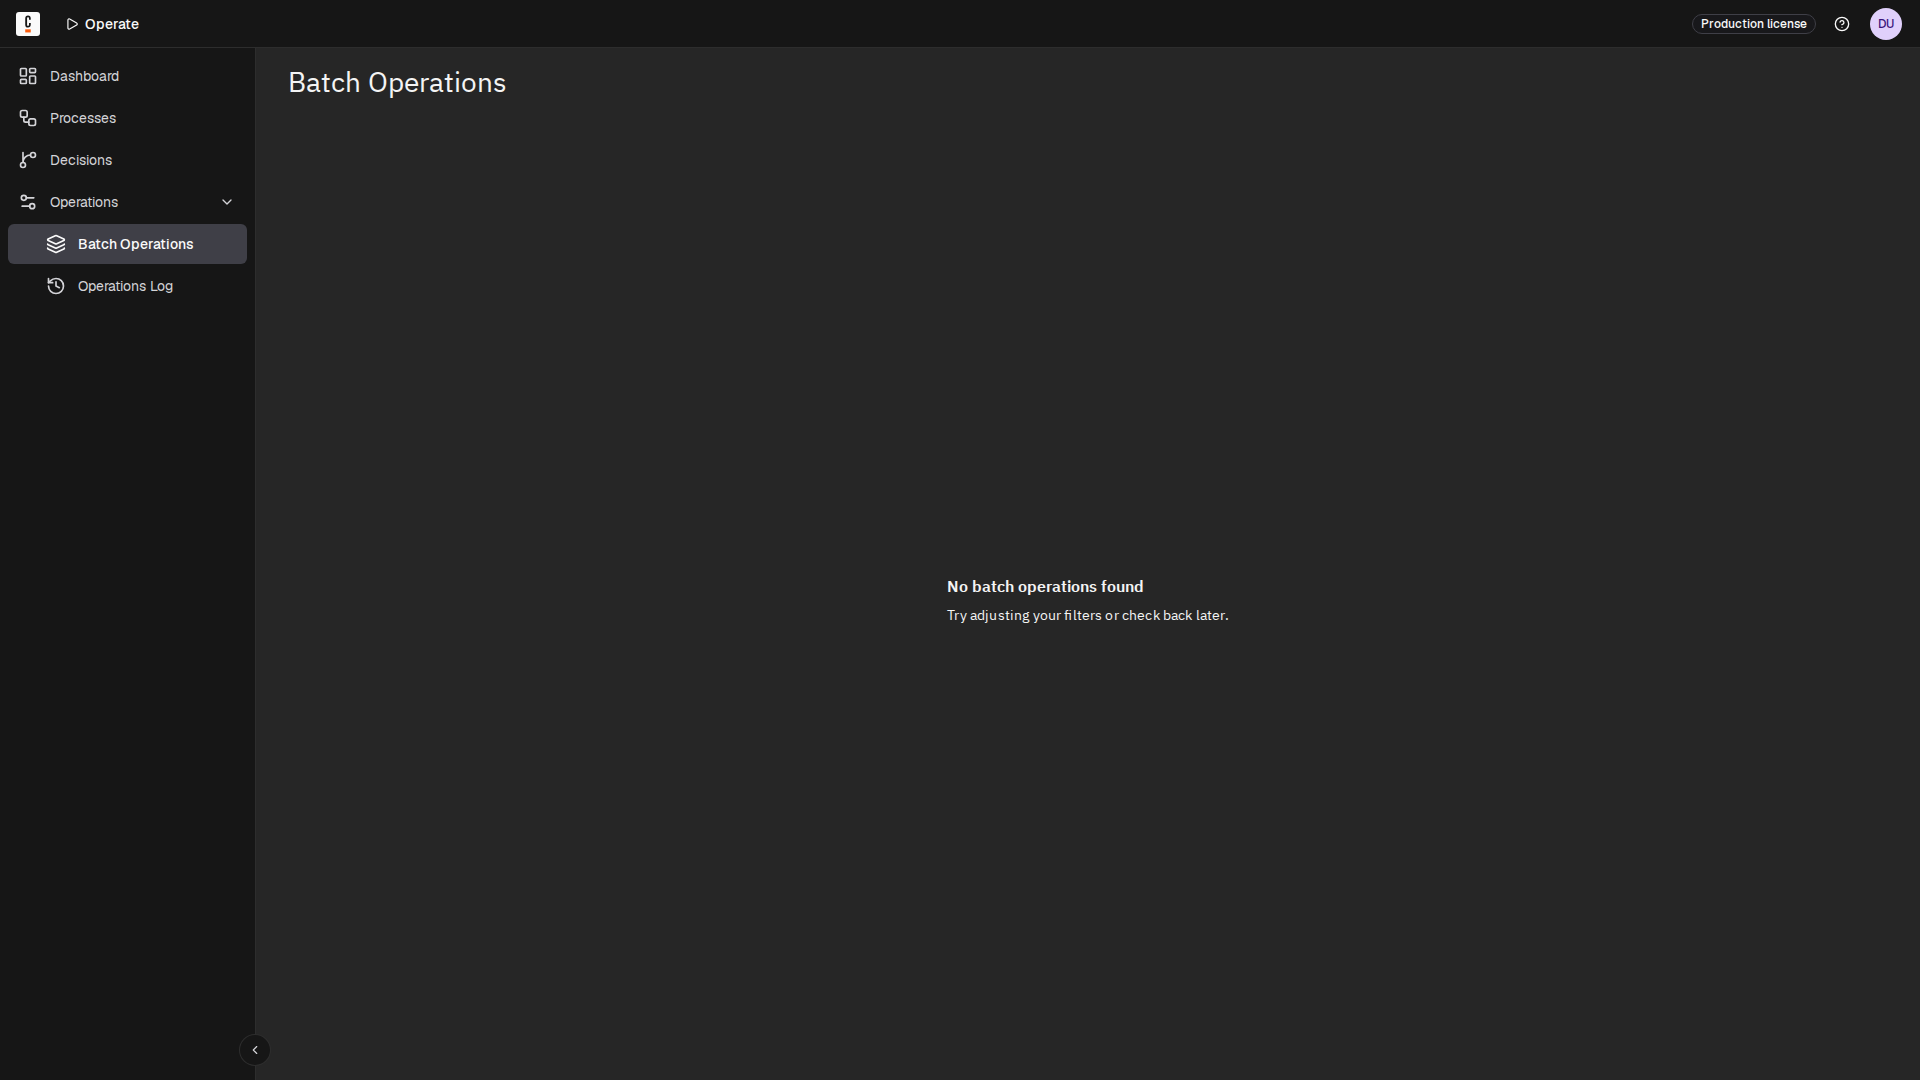 Operate
Production license
DU
Dashboard
Processes
Decisions
Operations
Batch Operations
Operations Log
Batch Operations
No batch operations found
Try adjusting your filters or check back later.